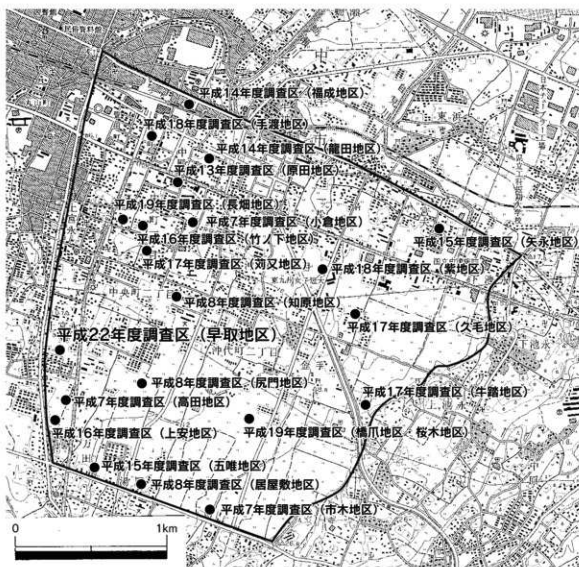 平成14年度調査区（福成地区）
平成18年度調査区（手渡地区）
平成14年度調査区（龍田地区）
平成13年度調査区（原田地区）
平成19年度調査区（長畑地区）
平成7年度調査区（小倉地区）
平成16年度調査区（竹ノ下地区）
平成15年度調査区（矢永地区）
平成17年度調査区（苅又地区）
平成18年度調査区（紫地区）
中央町
平成8年度調査区（知原地区）
平成17年度調査区（久毛地区）
平成22年度調査区（早取地区）
沖代町二丁目
金手
平成8年度調査区（尻門地区）
平成7年度調査区（高田地区）
平成17年度調査区（牛踏地区）
平成16年度調査区（上安地区）
平成19年度調査区（橋爪地区・桜木地区）
平成15年度調査区（五唯地区）
平成8年度調査区（居屋敷地区）
平成7年度調査区（市木地区）
0 1km